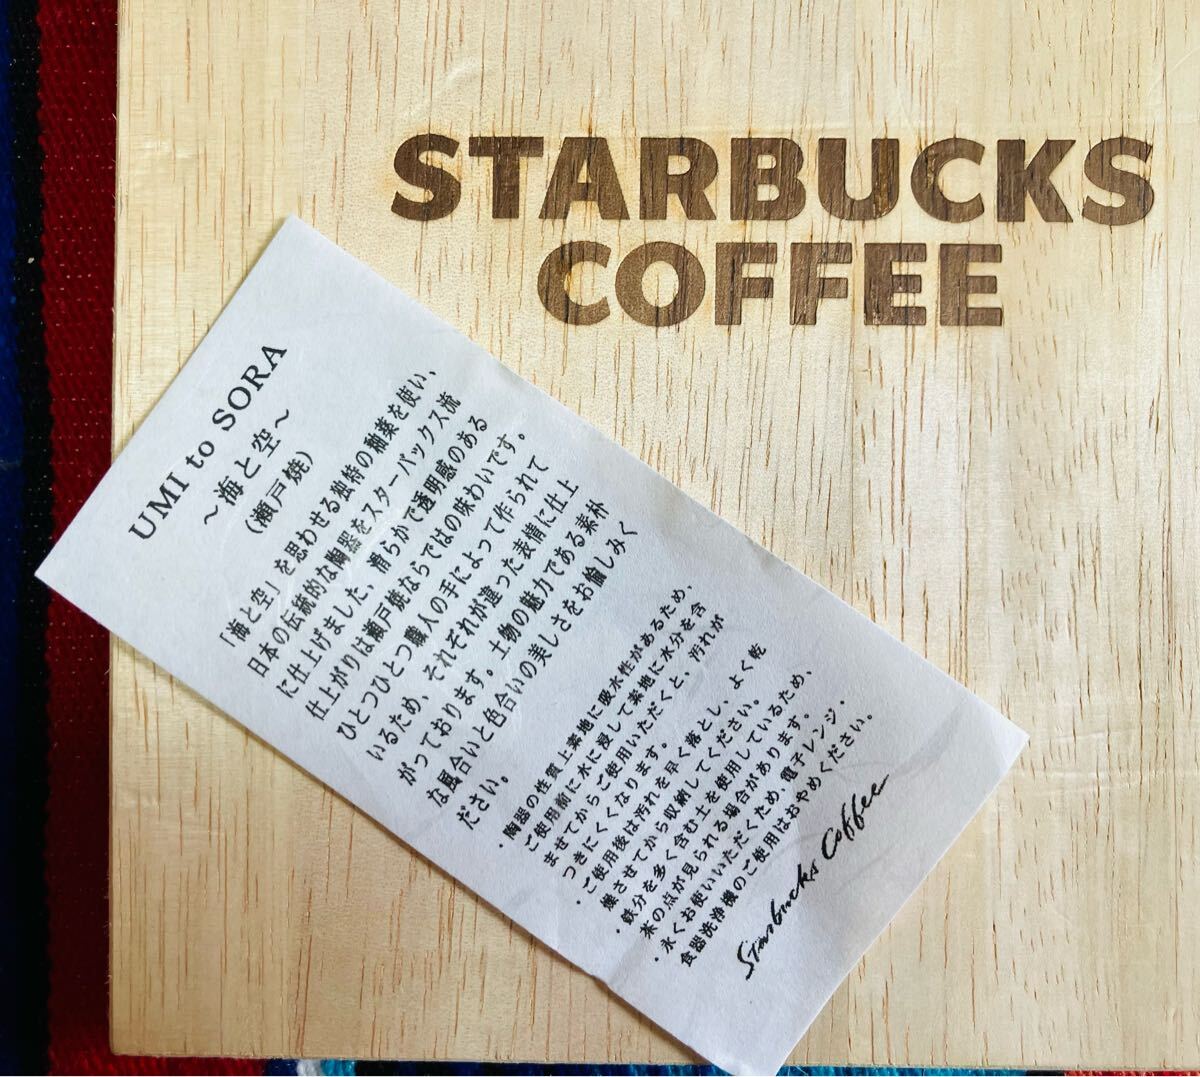 STARBUCKS
COFFEE
UMI to SORA
～海と空～
(瀬戸焼)
「海と空」を思わせる独特の釉薬を使い、
日本の伝統的な陶器をスターバックス流
に仕上げました、滑らかで透明感のある
仕上がりは瀬戸焼ならではの味わいです。
ひとつひとつ職人の手によって作られて
いるため、それぞれが違った表情に仕上
がっております。土物の魅力である素朴
な風合いと色合いの美しさをお愉しみく
ださい。
・陶器の性質上素地に吸水性があるため、
ご使用前に水に浸して素地に水分を含
ませてからご使用いただくと、汚れが
つきにくくなります。
・ご使用後は汚れを早く落とし、よく乾
燥させてから収納してください。
・鉄分を多く含む土を使用しているため、
茶の点が見られる場合があります。
・永くお使いいただくため、電子レンジ・
食器洗浄機のご使用はおやめください。
Starbucks Coffee